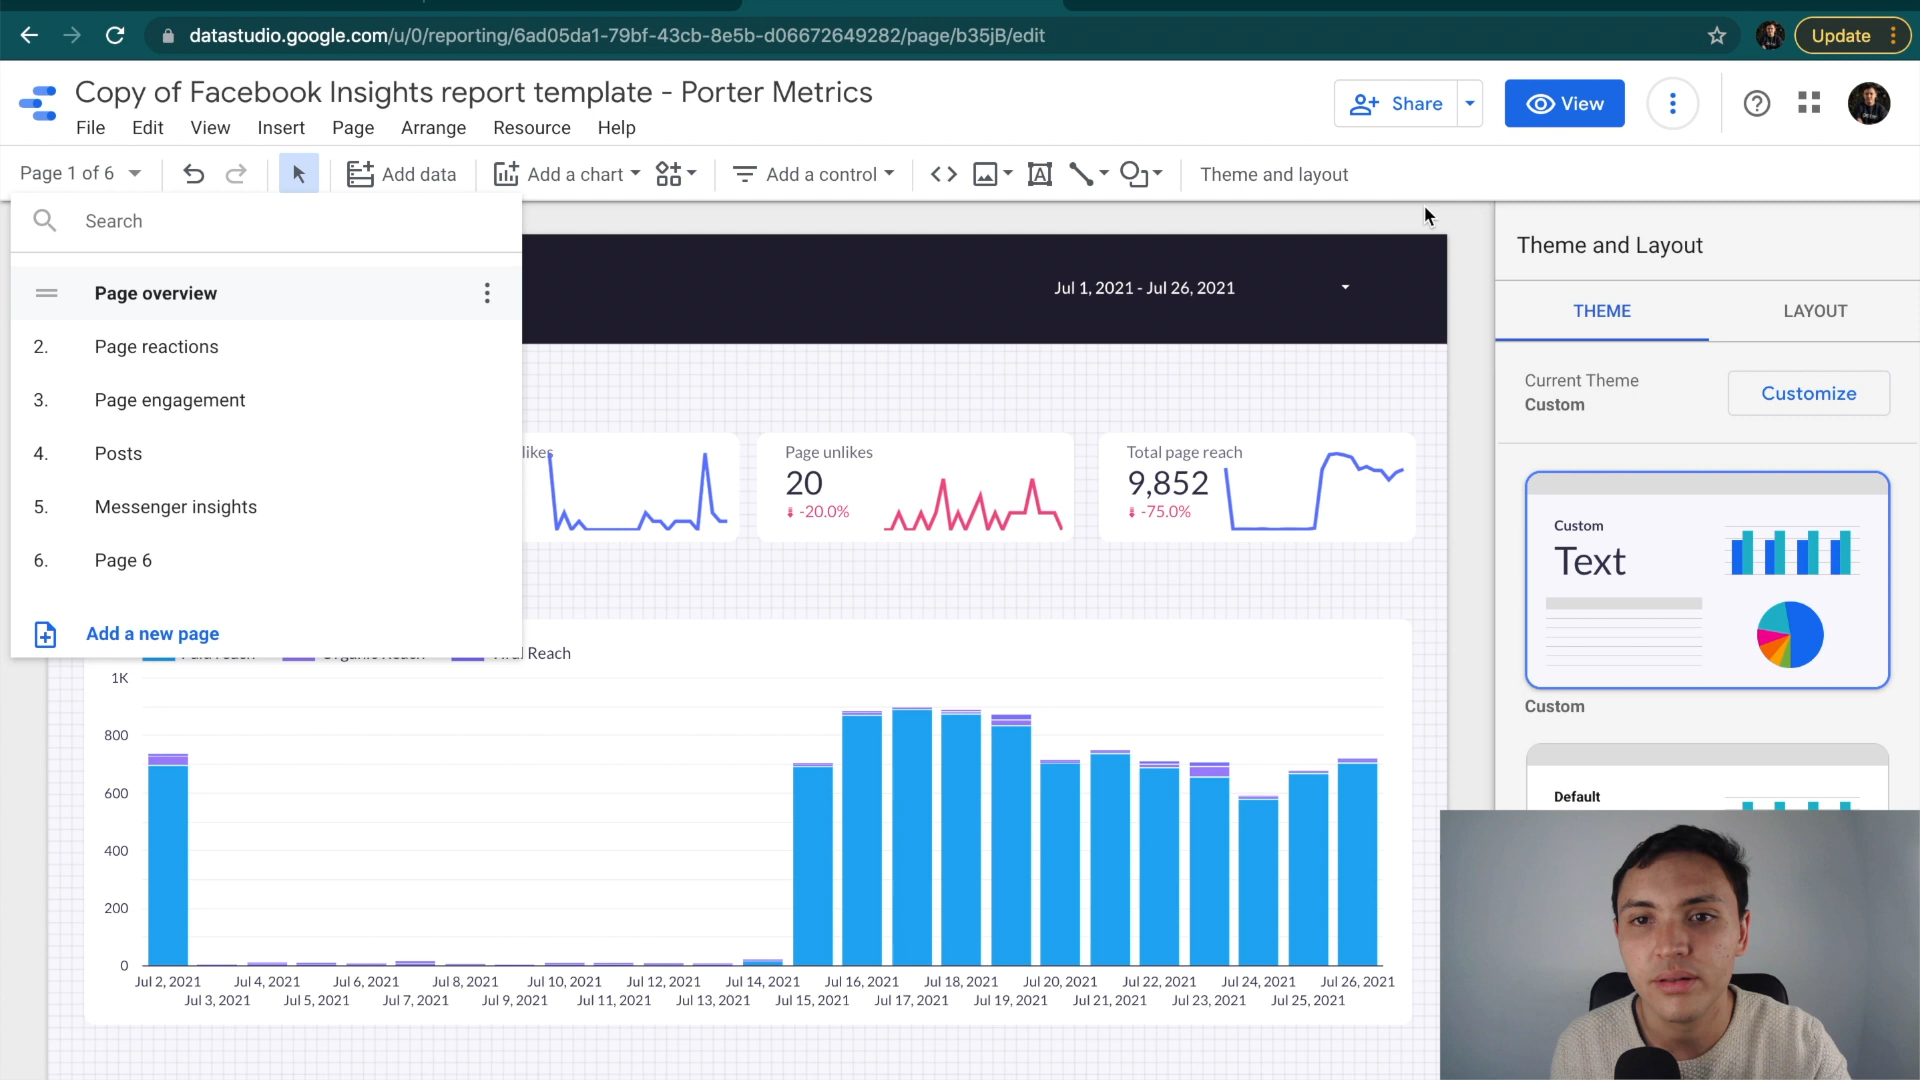 datastudio.google.com/u/0/reporting/6ad05da1-79bf-43cb-8e5b-d06672649282/page/b35jB/edit
Update
Copy of Facebook Insights report template - Porter Metrics
File Edit View Insert Page Arrange Resource Help
Share
View
Page 1 of 6
Add data
Add a chart
Add a control
Theme and layout
Search
Page overview
2. Page reactions
3. Page engagement
4. Posts
5. Messenger insights
6. Page 6
Add a new page
Jul 1, 2021 - Jul 26, 2021
likes
Page unlikes
20
-20.0%
Total page reach
9,852
-75.0%
Reach
1K
800
600
400
200
0
Jul 2, 2021 Jul 4, 2021 Jul 6, 2021 Jul 8, 2021 Jul 10, 2021 Jul 12, 2021 Jul 14, 2021 Jul 16, 2021 Jul 18, 2021 Jul 20, 2021 Jul 22, 2021 Jul 24, 2021 Jul 26, 2021
Jul 3, 2021 Jul 5, 2021 Jul 7, 2021 Jul 9, 2021 Jul 11, 2021 Jul 13, 2021 Jul 15, 2021 Jul 17, 2021 Jul 19, 2021 Jul 21, 2021 Jul 23, 2021 Jul 25, 2021
Theme and Layout
THEME LAYOUT
Current Theme
Custom
Customize
Custom
Text
Custom
Default